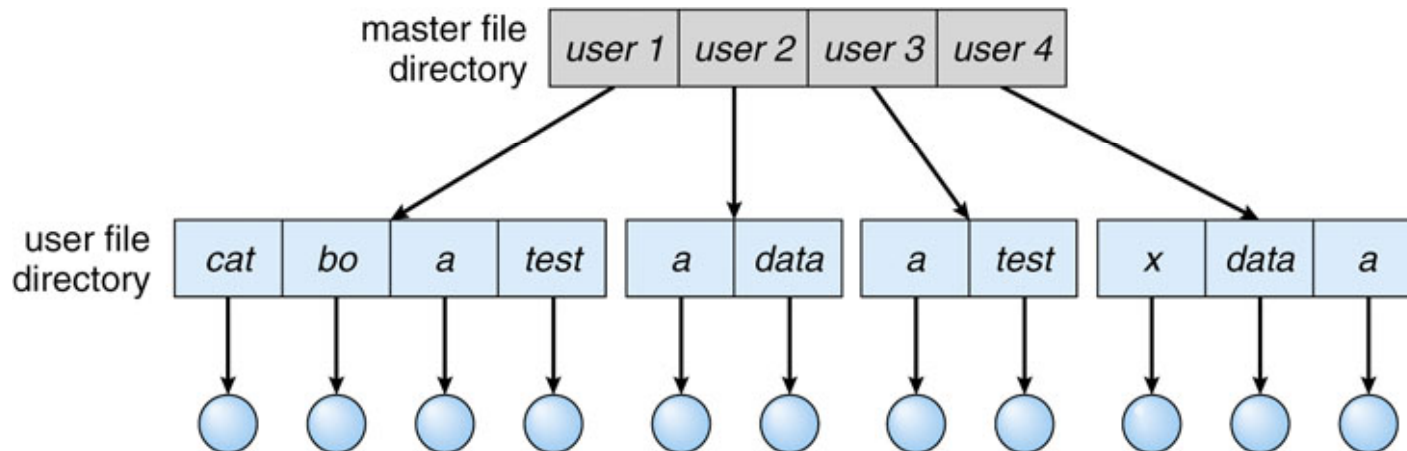 master file
directory
user 1 user 2 user 3 user 4
user file
directory
cat bo a test a data a test x data a